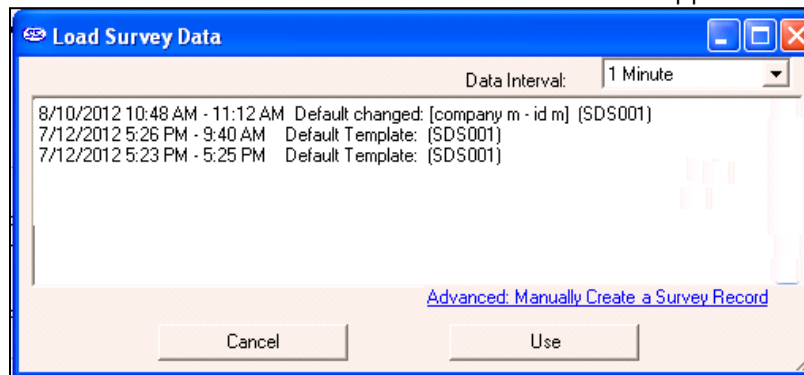 Load Survey Data
Data Interval: 1 Minute
8/10/2012 10:48 AM - 11:12 AM Default changed: [company m - id m] (SDS001)
7/12/2012 5:26 PM - 9:40 AM Default Template: (SDS001)
7/12/2012 5:23 PM - 5:25 PM Default Template: (SDS001)
Advanced: Manually Create a Survey Record
Cancel Use